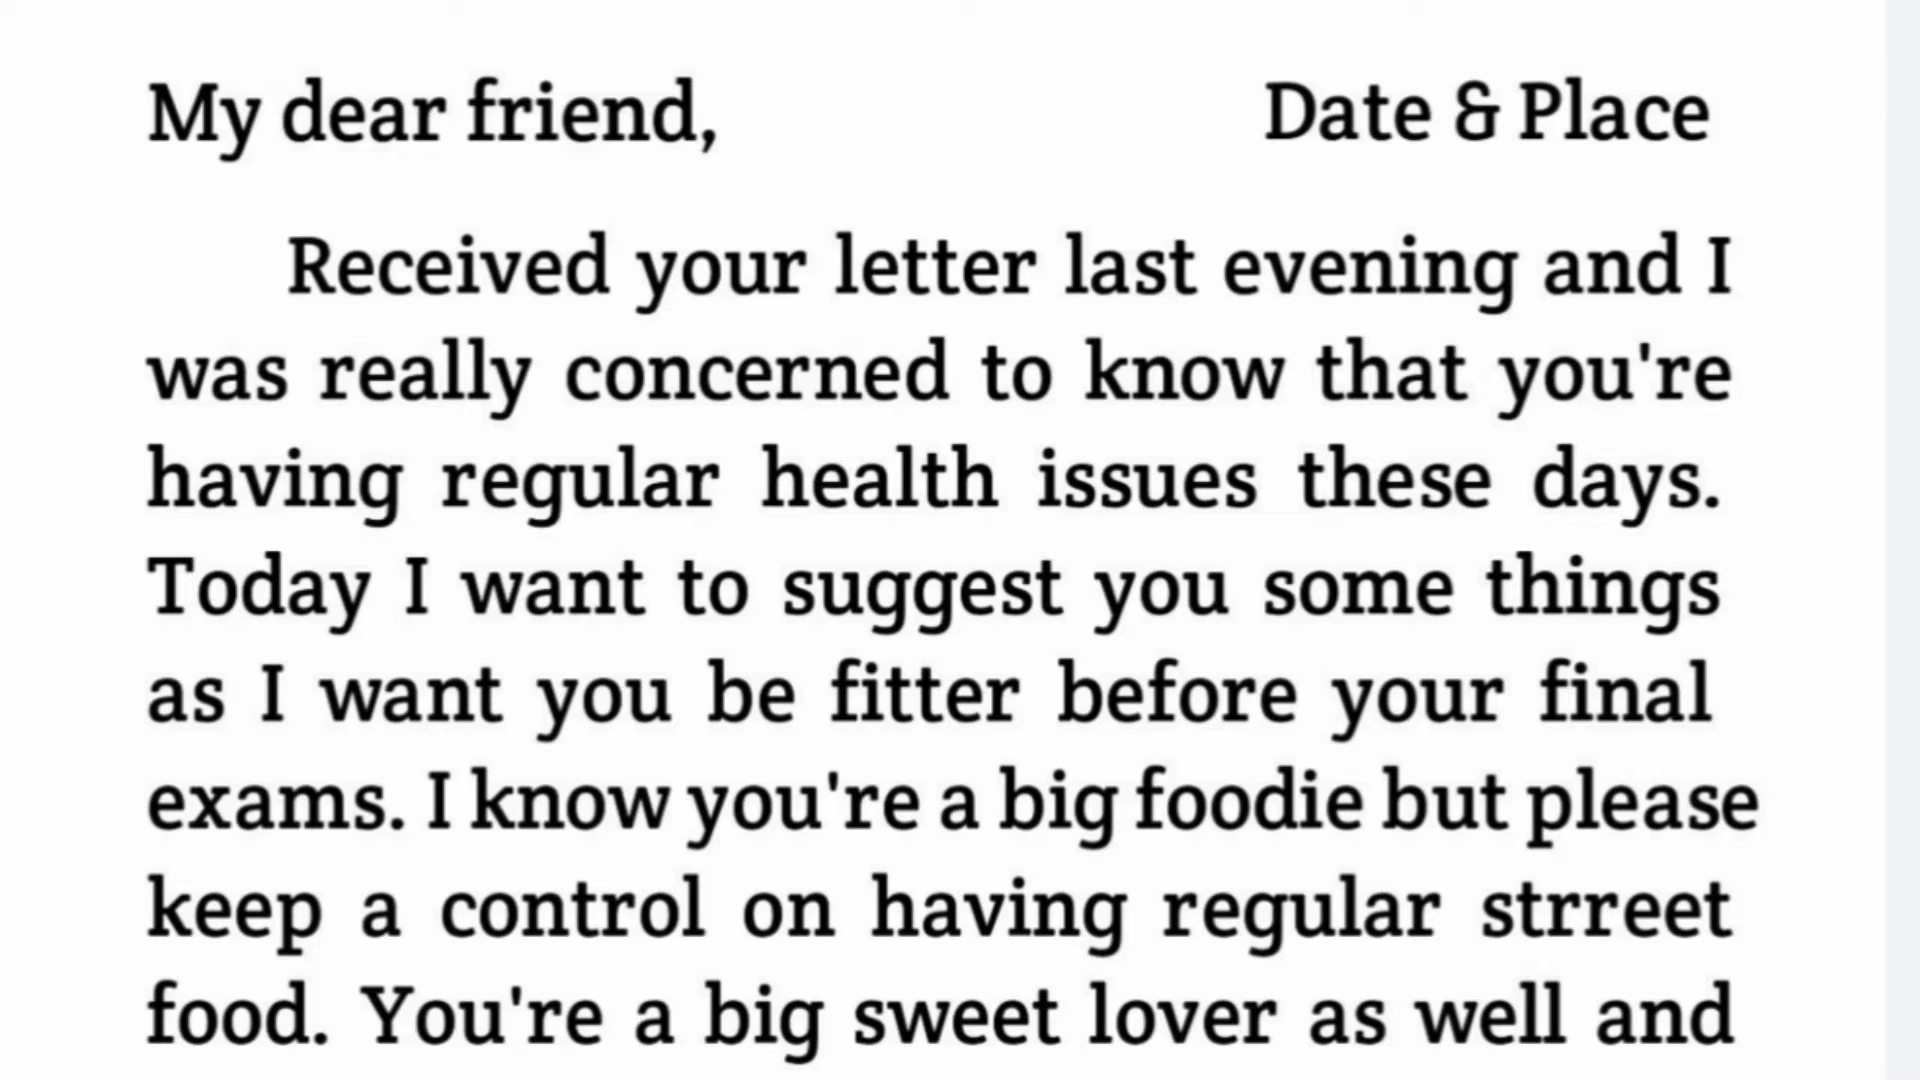 My dear friend, Date & Place
Received your letter last evening and I
was really concerned to know that you're
having regular health issues these days.
Today I want to suggest you some things
as I want you be fitter before your final
exams. I know you're a big foodie but please
keep a control on having regular strreet
food. You're a big sweet lover as well and